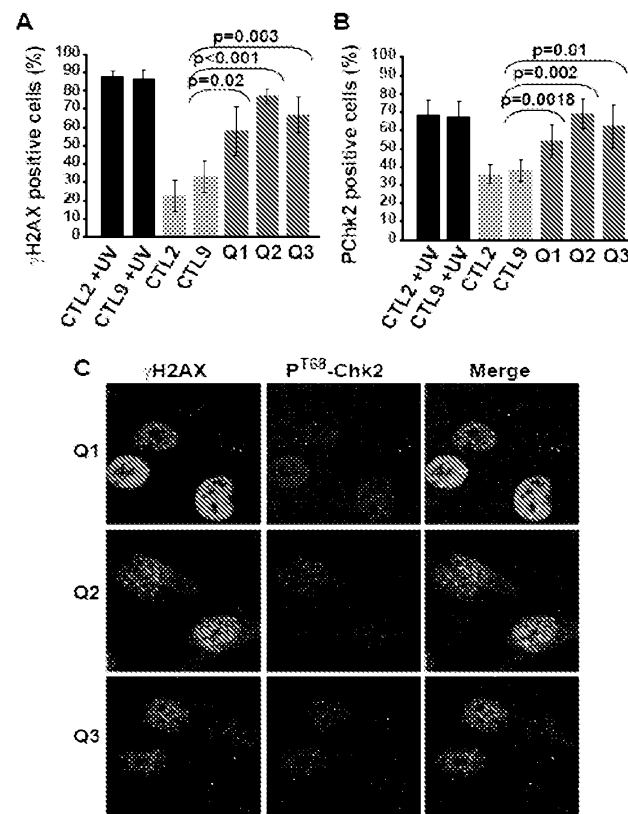 A
γH2AX positive cells (%)
100
90
80
70
60
50
40
30
20
10
0
p=0.003
p<0.001
p=0.02
CTL2 +UV
CTL9 +UV
CTL2
CTL9
Q1
Q2
Q3
B
PChk2 positive cells (%)
100
90
80
70
60
50
40
30
20
10
0
p=0.01
p=0.002
p=0.0018
CTL2 +UV
CTL9 +UV
CTL2
CTL9
Q1
Q2
Q3
C
γH2AX
P^T68-Chk2
Merge
Q1
Q2
Q3